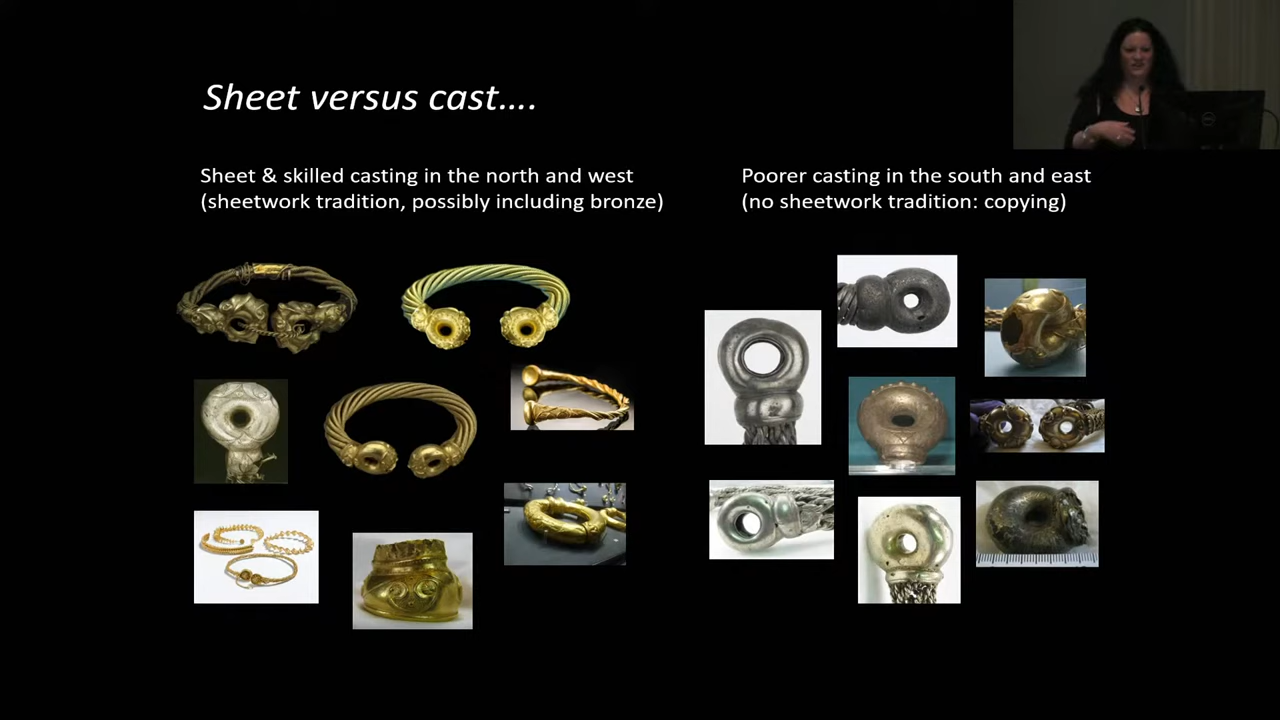 Sheet versus cast....
Sheet & skilled casting in the north and west
(sheetwork tradition, possibly including bronze)
Poorer casting in the south and east
(no sheetwork tradition: copying)